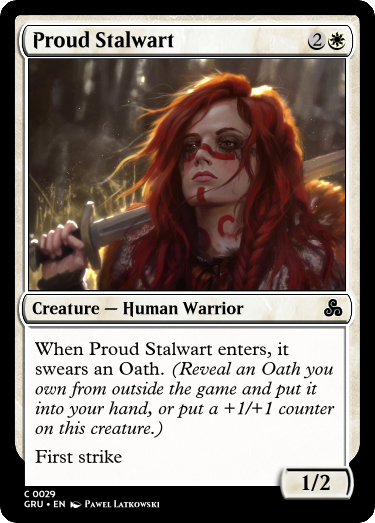 Proud Stalwart 2
Creature — Human Warrior
When Proud Stalwart enters, it
swears an Oath. (Reveal an Oath you
own from outside the game and put it
into your hand, or put a +1/+1 counter
on this creature.)
First strike
1/2
C 0029
GRU • EN Pawel Latkowski